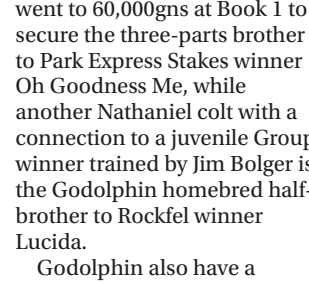 went to 60,000gns at Book 1 to
secure the three-parts brother
to Park Express Stakes winner
Oh Goodness Me, while
another Nathaniel colt with a
connection to a juvenile Group
winner trained by Jim Bolger is
the Godolphin homebred half-
brother to Rockfel winner
Lucida.
Godolphin also have a